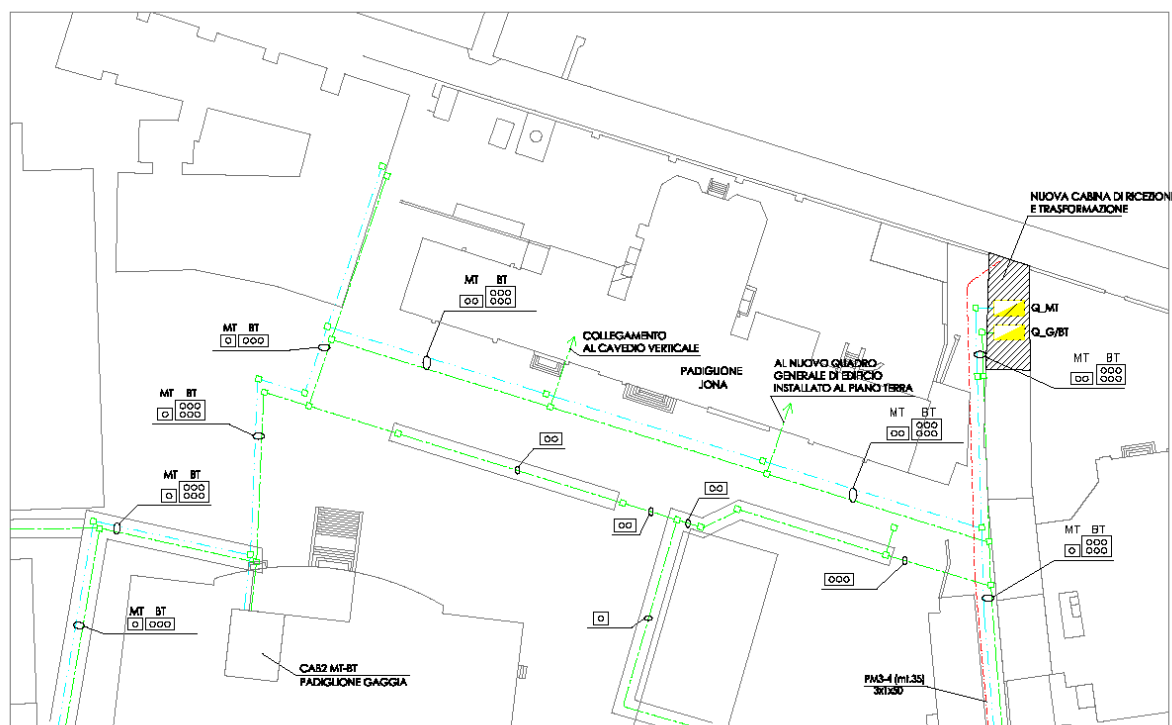 NUOVA CABINA DI RICEZIONE
E TRASFORMAZIONE
MT BT
Q_MT
Q_G/BT
MT BT
COLLEGAMENTO
AL CAVEDIO VERTICALE
PADIGLIONE
JONA
AL NUOVO QUADRO
GENERALE DI EDIFICIO
INSTALLATO AL PIANO TERRA
MT BT
MT BT
MT BT
MT BT
MT BT
MT BT
CAB2 MT-BT
PADIGLIONE GAGGIA
PM3-4 (mt.35)
3x1x50